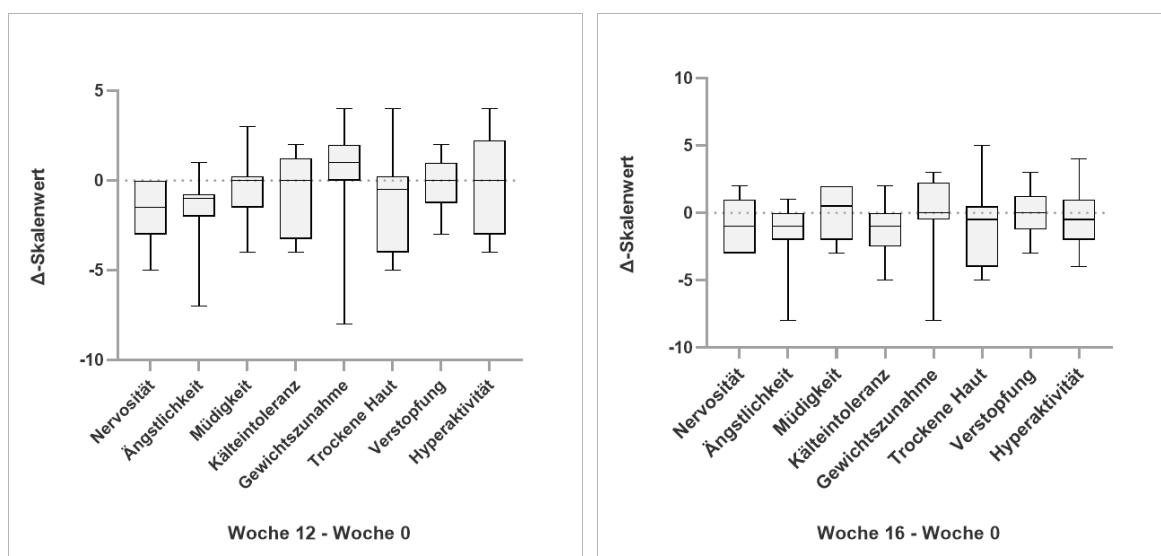 5
0
-5
-10
Δ-Skalenwert
Nervosität
Ängstlichkeit
Müdigkeit
Kälteintoleranz
Gewichtszunahme
Trockene Haut
Verstopfung
Hyperaktivität
Woche 12 - Woche 0
10
5
0
-5
-10
Δ-Skalenwert
Nervosität
Ängstlichkeit
Müdigkeit
Kälteintoleranz
Gewichtszunahme
Trockene Haut
Verstopfung
Hyperaktivität
Woche 16 - Woche 0